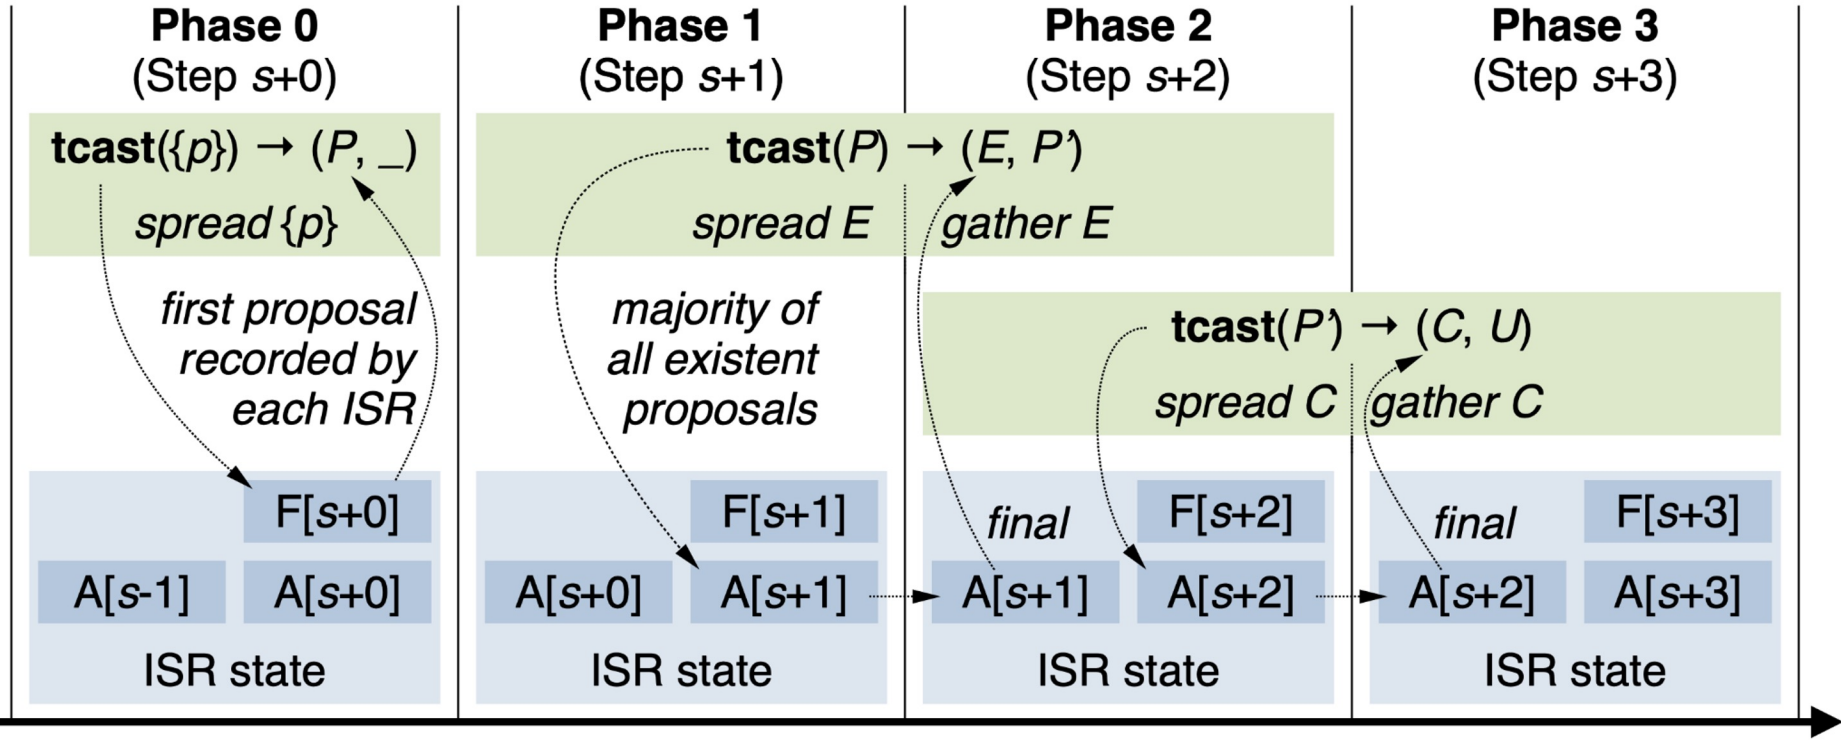 Phase 0
(Step s+0)
tcast({p}) → (P, _)
spread {p}
first proposal
recorded by
each ISR
F[s+0]
A[s-1]
A[s+0]
ISR state
Phase 1
(Step s+1)
tcast(P) → (E, P’)
spread E
gather E
majority of
all existent
proposals
F[s+1]
A[s+0]
A[s+1]
ISR state
Phase 2
(Step s+2)
tcast(P’) → (C, U)
spread C
gather C
final
F[s+2]
A[s+1]
A[s+2]
ISR state
Phase 3
(Step s+3)
final
F[s+3]
A[s+2]
A[s+3]
ISR state